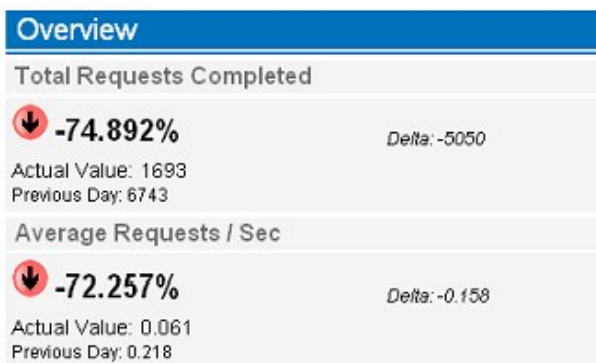 Overview
Total Requests Completed
-74.892%
Delta: -5050
Actual Value: 1693
Previous Day: 6743
Average Requests / Sec
-72.257%
Delta: -0.158
Actual Value: 0.061
Previous Day: 0.218